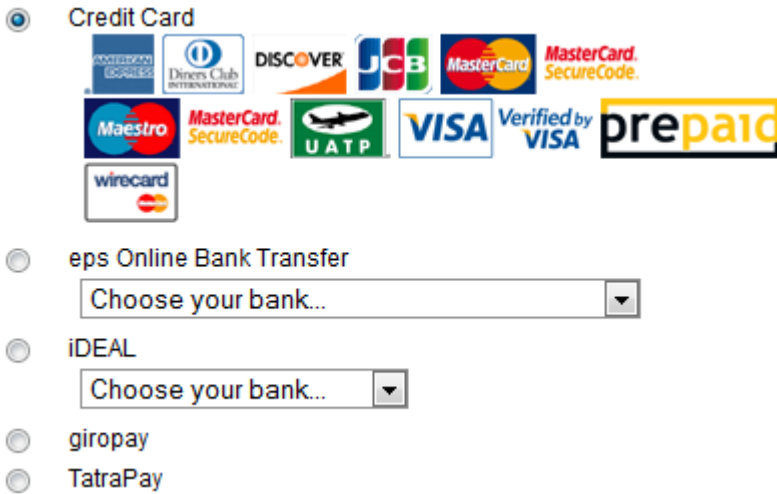 Credit Card
AMERICAN EXPRESS Diners Club INTERNATIONAL DISCOVER JCB MasterCard MasterCard. SecureCode.
Maestro MasterCard. SecureCode. UATP VISA Verified by VISA prepaid
wirecard
eps Online Bank Transfer
Choose your bank...
iDEAL
Choose your bank...
giropay
TatraPay